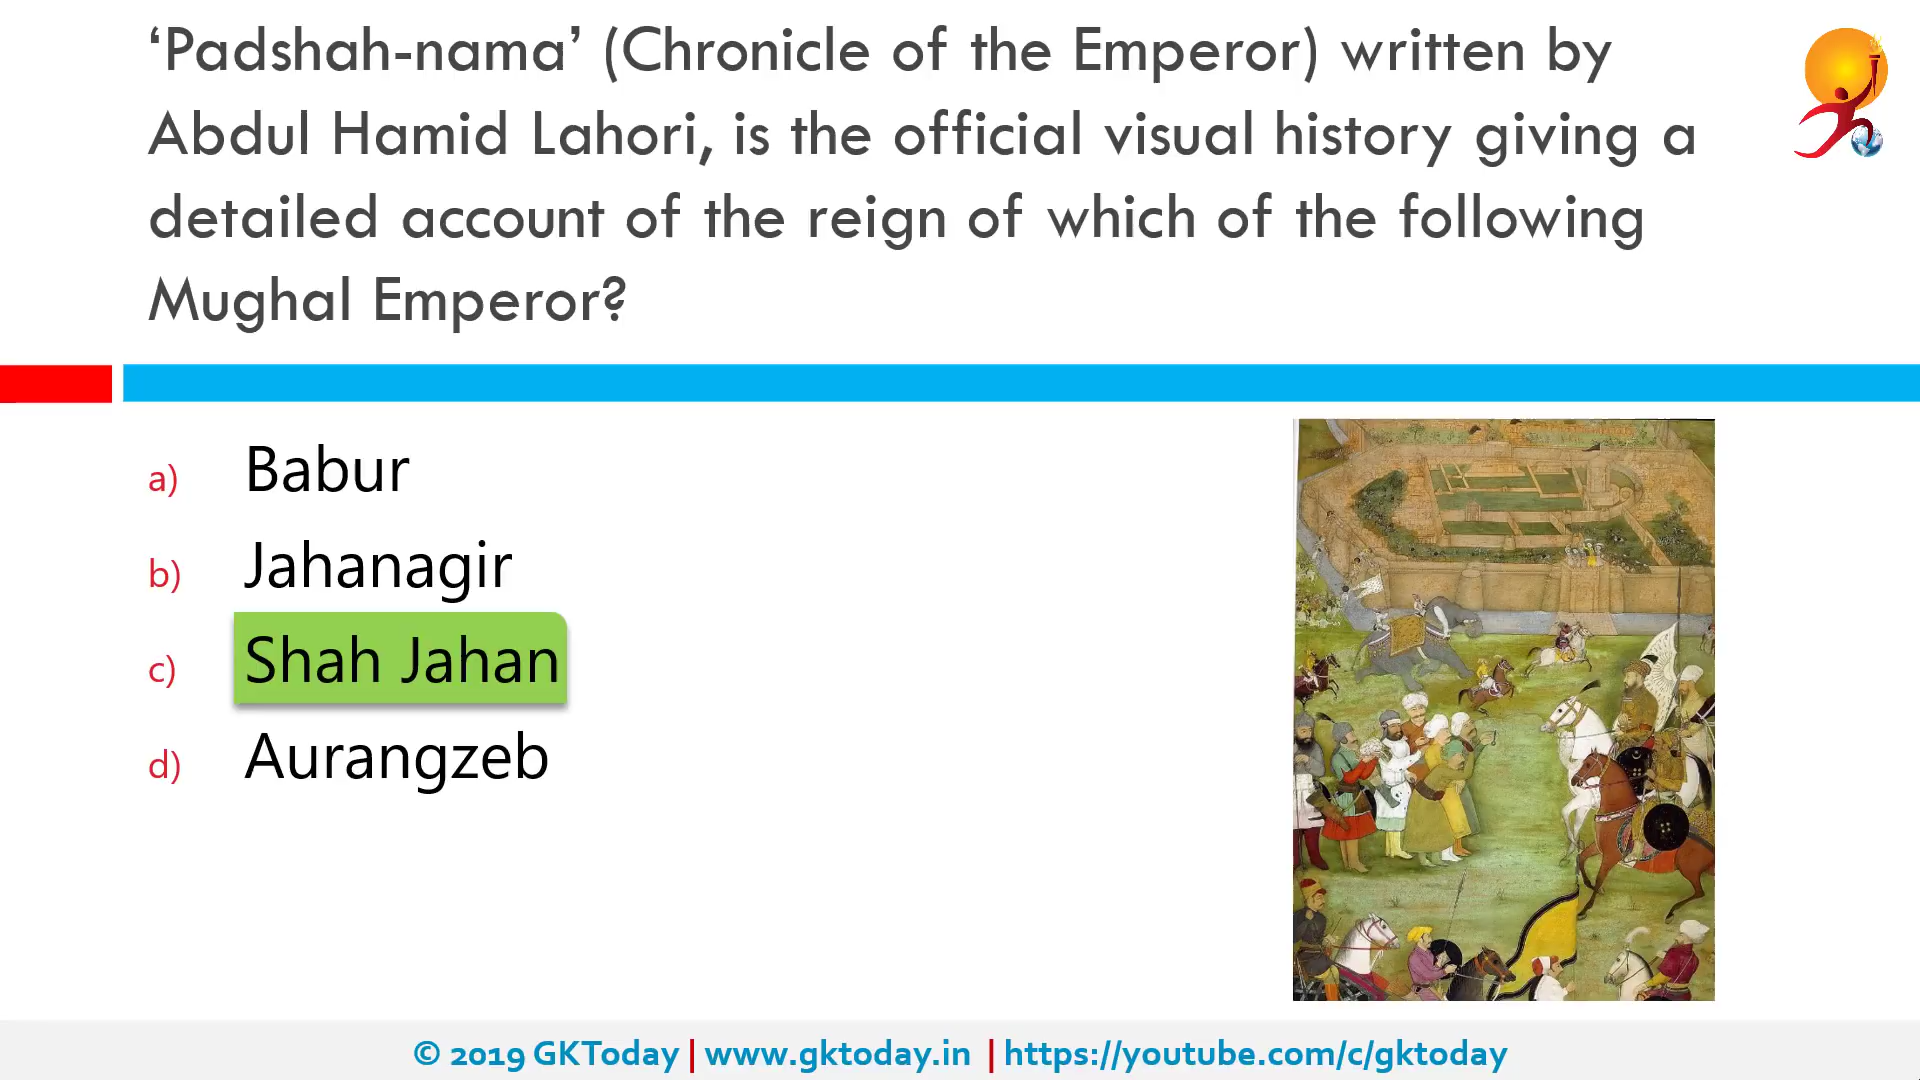 ‘Padshah-nama’ (Chronicle of the Emperor) written by
Abdul Hamid Lahori, is the official visual history giving a
detailed account of the reign of which of the following
Mughal Emperor?
a) Babur
b) Jahanagir
c) Shah Jahan
d) Aurangzeb
© 2019 GKToday | www.gktoday.in | https://youtube.com/c/gktoday